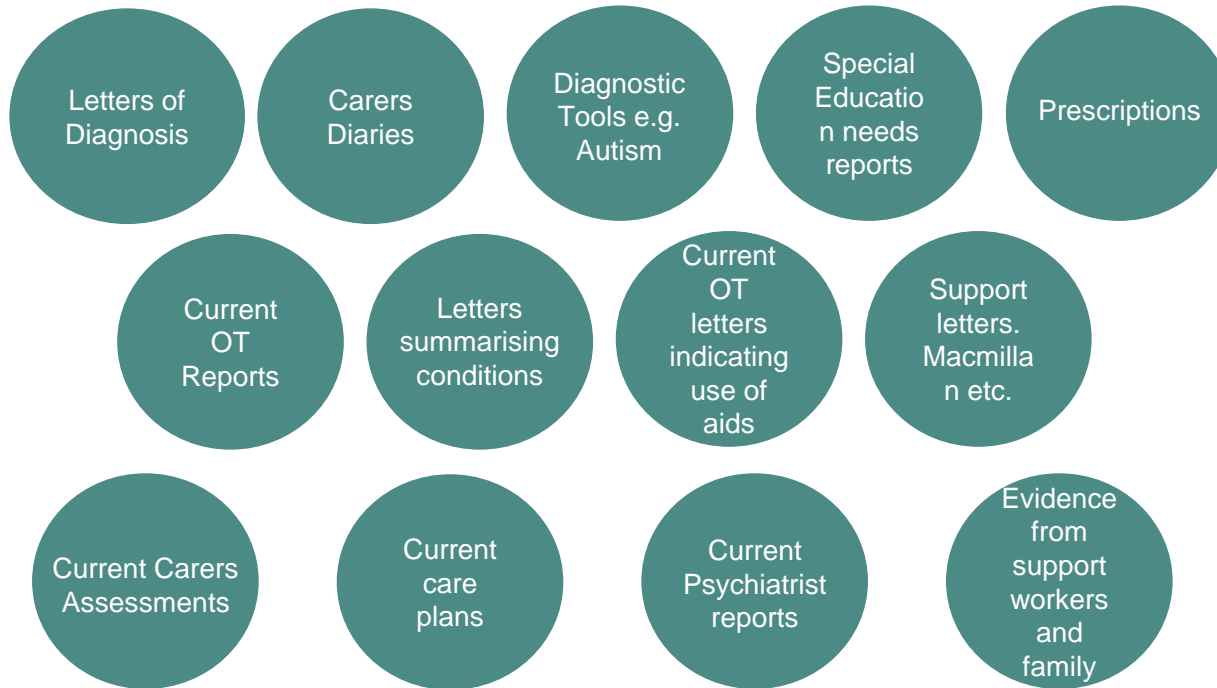 Letters of
Diagnosis
Carers
Diaries
Diagnostic
Tools e.g.
Autism
Special
Educatio
n needs
reports
Prescriptions
Current
OT
Reports
Letters
summarising
conditions
Current
OT
letters
indicating
use of
aids
Support
letters.
Macmilla
n etc.
Current Carers
Assessments
Current
care
plans
Current
Psychiatrist
reports
Evidence
from
support
workers
and
family